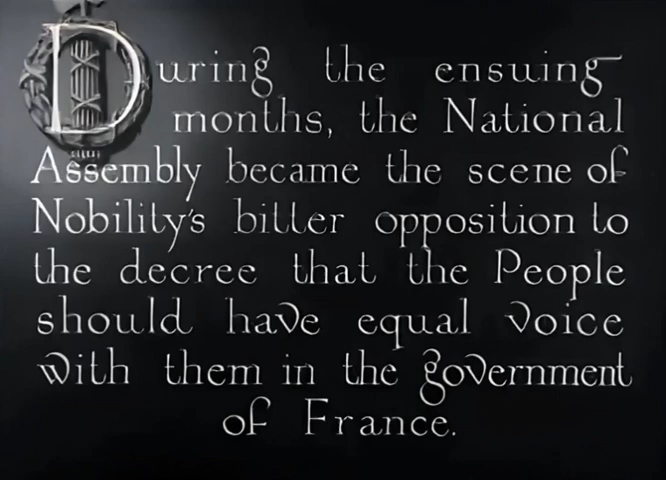 During the ensuing
months, the National
Assembly became the scene of
Nobility's bitter opposition to
the decree that the People
should have equal voice
with them in the government
of France.